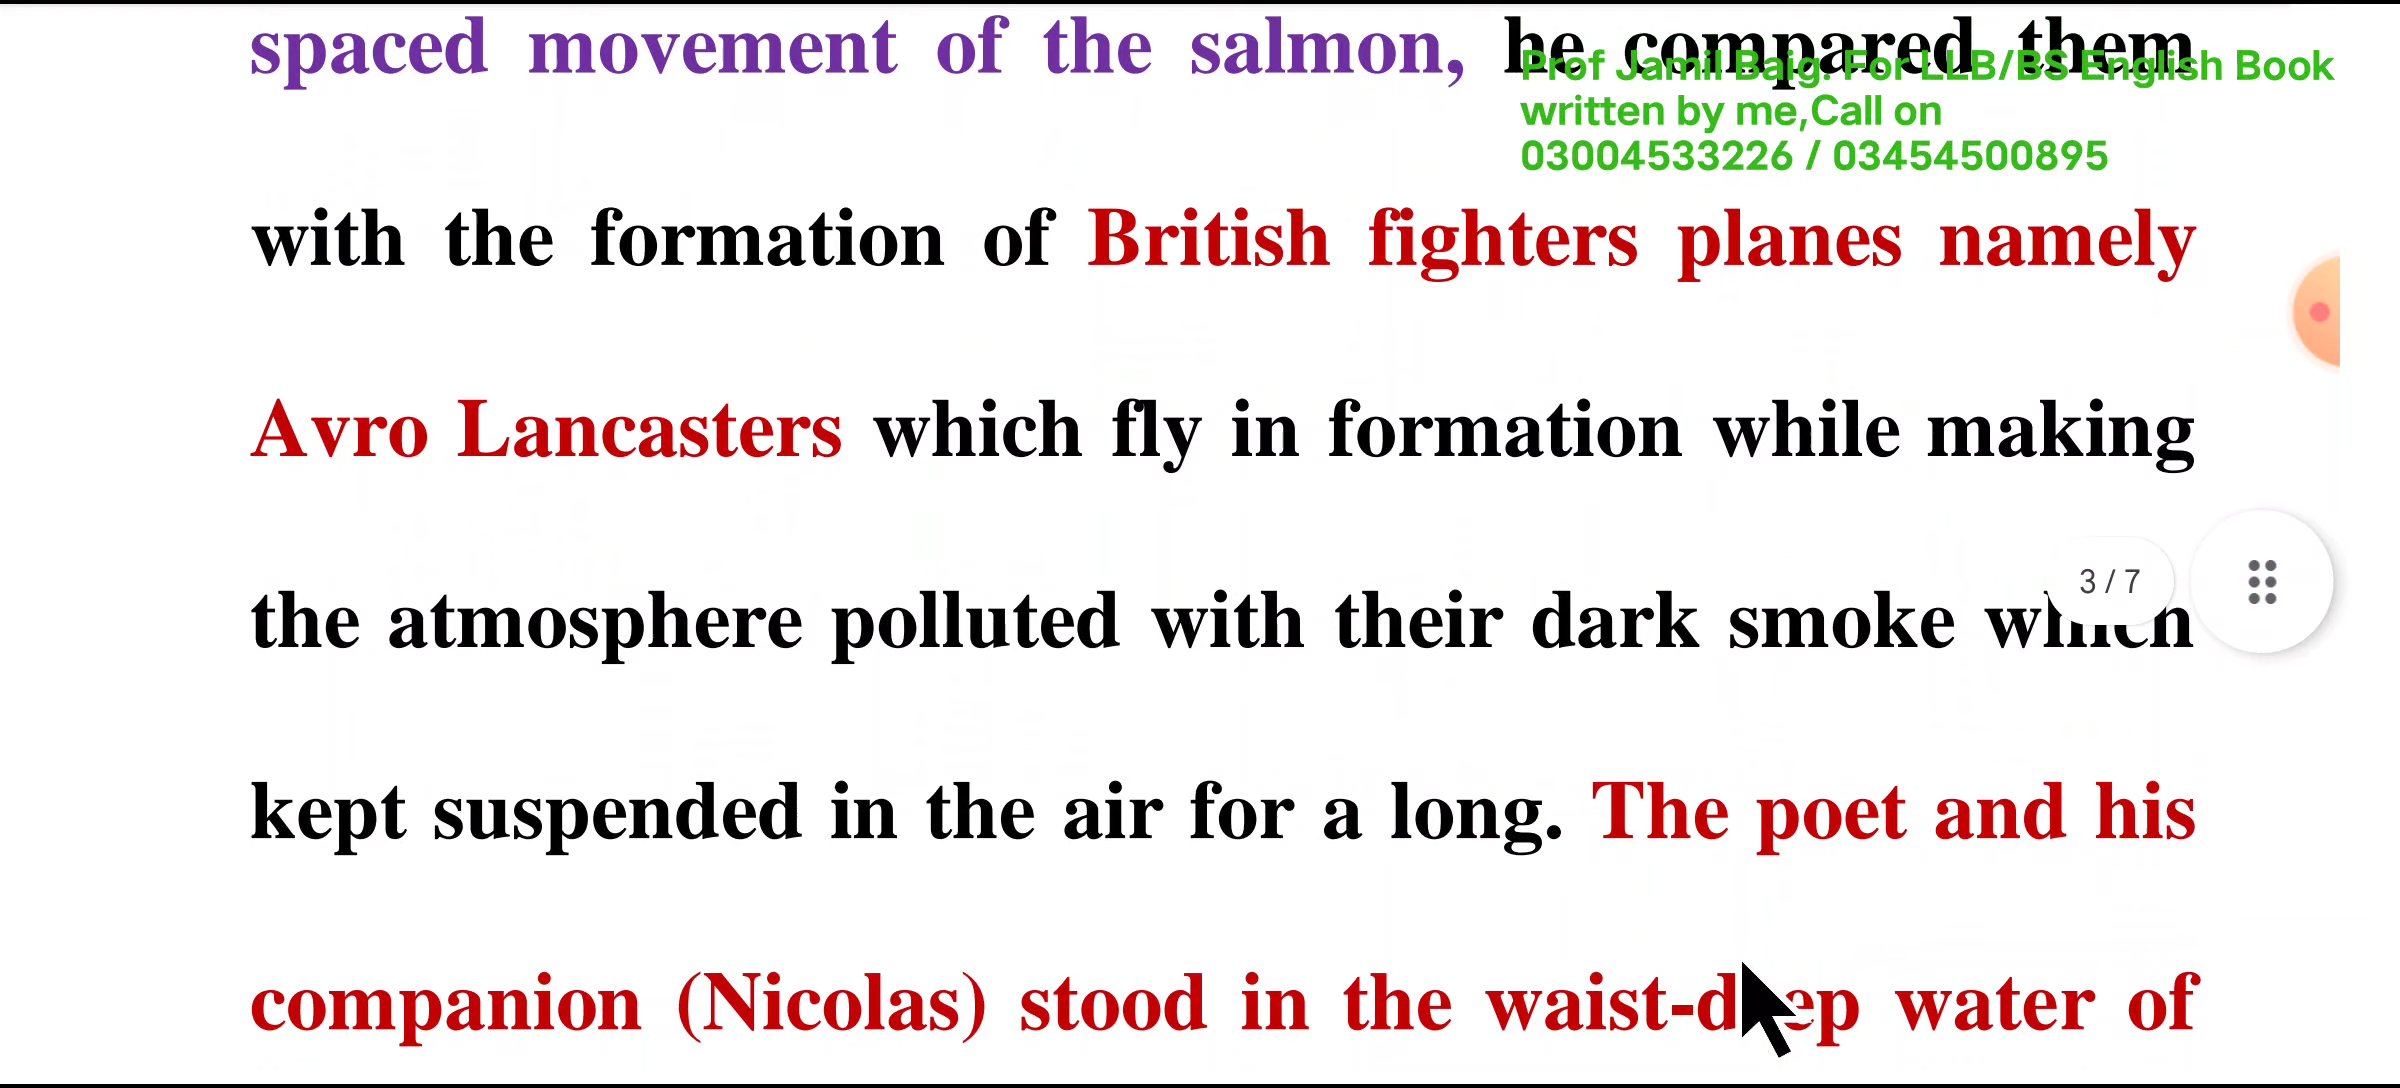 spaced movement of the salmon, he compared them
Prof Jamil Baig. For LLB/BS English Book
written by me,Call on
03004533226 / 03454500895
with the formation of British fighters planes namely
Avro Lancasters which fly in formation while making
the atmosphere polluted with their dark smoke which
3 / 7
kept suspended in the air for a long. The poet and his
companion (Nicolas) stood in the waist-deep water of